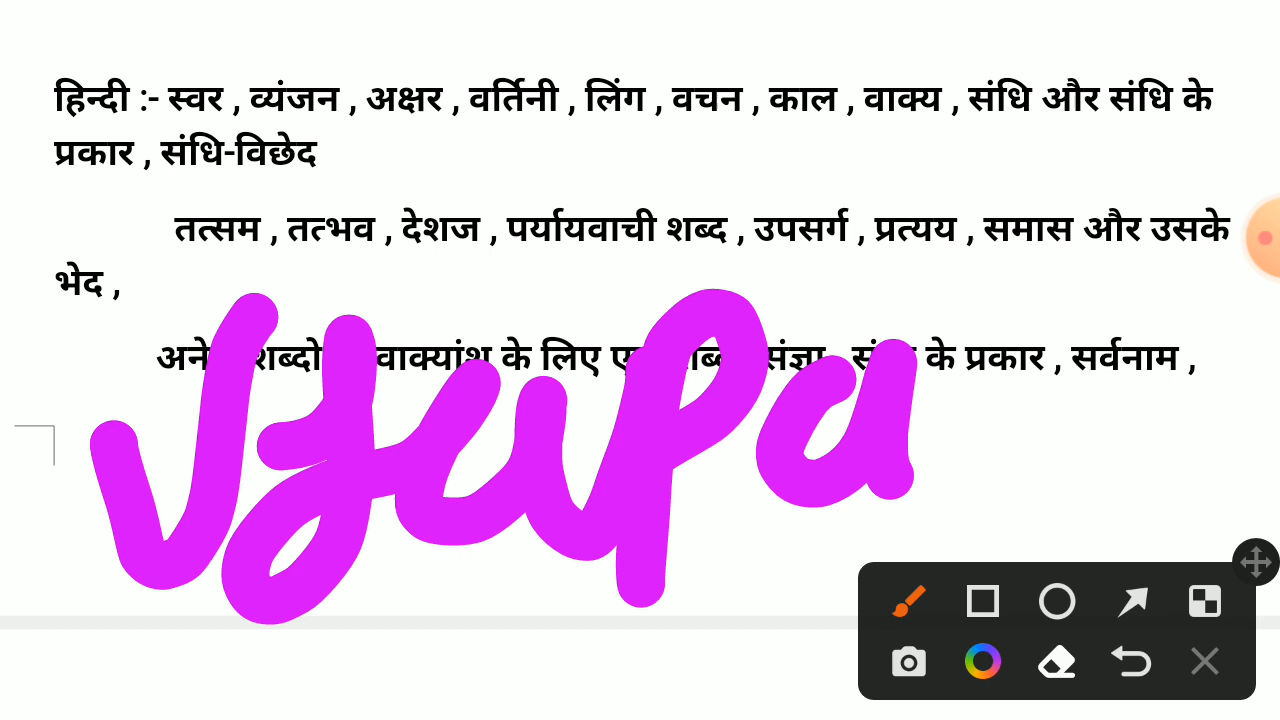 हिन्दी :- स्वर , व्यंजन , अक्षर , वर्तिनी , लिंग , वचन , काल , वाक्य , संधि और संधि के
प्रकार , संधि-विछेद
तत्सम , तत्भव , देशज , पर्यायवाची शब्द , उपसर्ग , प्रत्यय , समास और उसके
भेद ,
वाक्यांश के लिए संज्ञा , के प्रकार , सर्वनाम ,